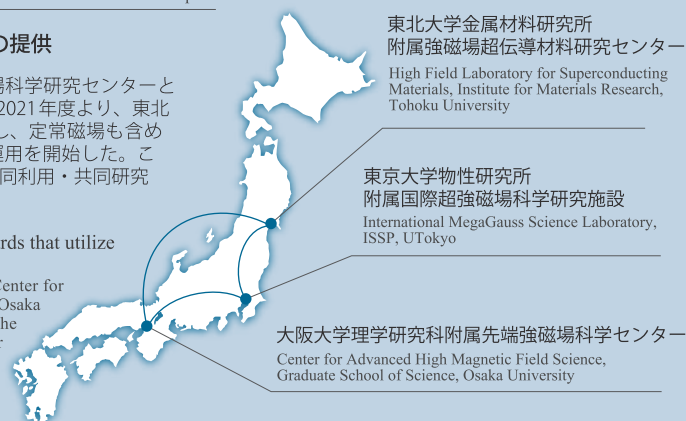 の提供
場科学研究センターと
2021年度より、東北
し、定常磁場も含め
運用を開始した。こ
同利用・共同研究
rds that utilize
Center for
Osaka
he
東北大学金属材料研究所
附属強磁場超伝導材料研究センター
High Field Laboratory for Superconducting
Materials, Institute for Materials Research,
Tohoku University
東京大学物性研究所
附属国際超強磁場科学研究施設
International MegaGauss Science Laboratory,
ISSP, UTokyo
大阪大学理学研究科附属先端強磁場科学センター
Center for Advanced High Magnetic Field Science,
Graduate School of Science, Osaka University